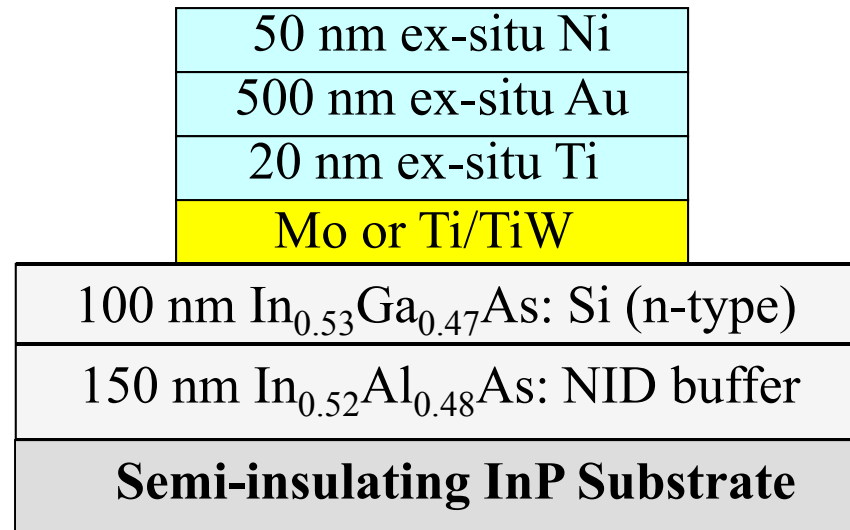 50 nm ex-situ Ni
500 nm ex-situ Au
20 nm ex-situ Ti
Mo or Ti/TiW
100 nm In₀.₅₃Ga₀.₄₇As: Si (n-type)
150 nm In₀.₅₂Al₀.₄₈As: NID buffer
Semi-insulating InP Substrate